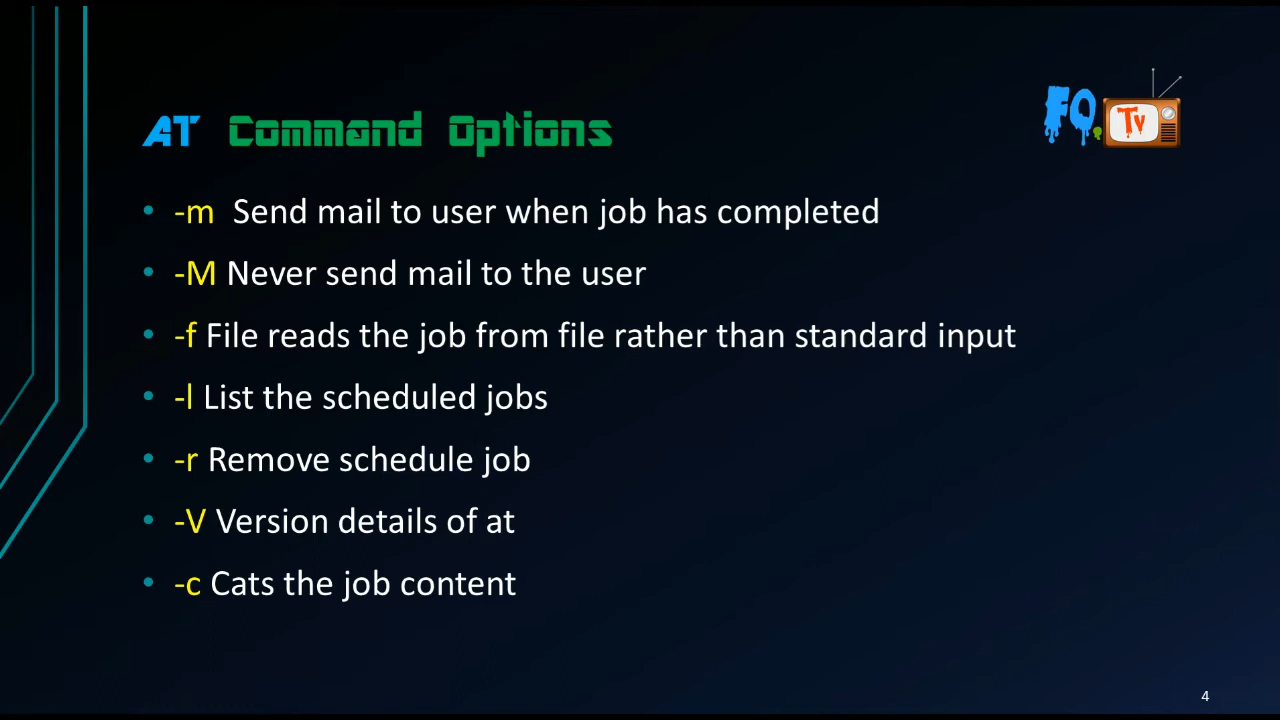 FQ. Tv
AT Command Options
• -m Send mail to user when job has completed
• -M Never send mail to the user
• -f File reads the job from file rather than standard input
• -l List the scheduled jobs
• -r Remove schedule job
• -V Version details of at
• -c Cats the job content
4